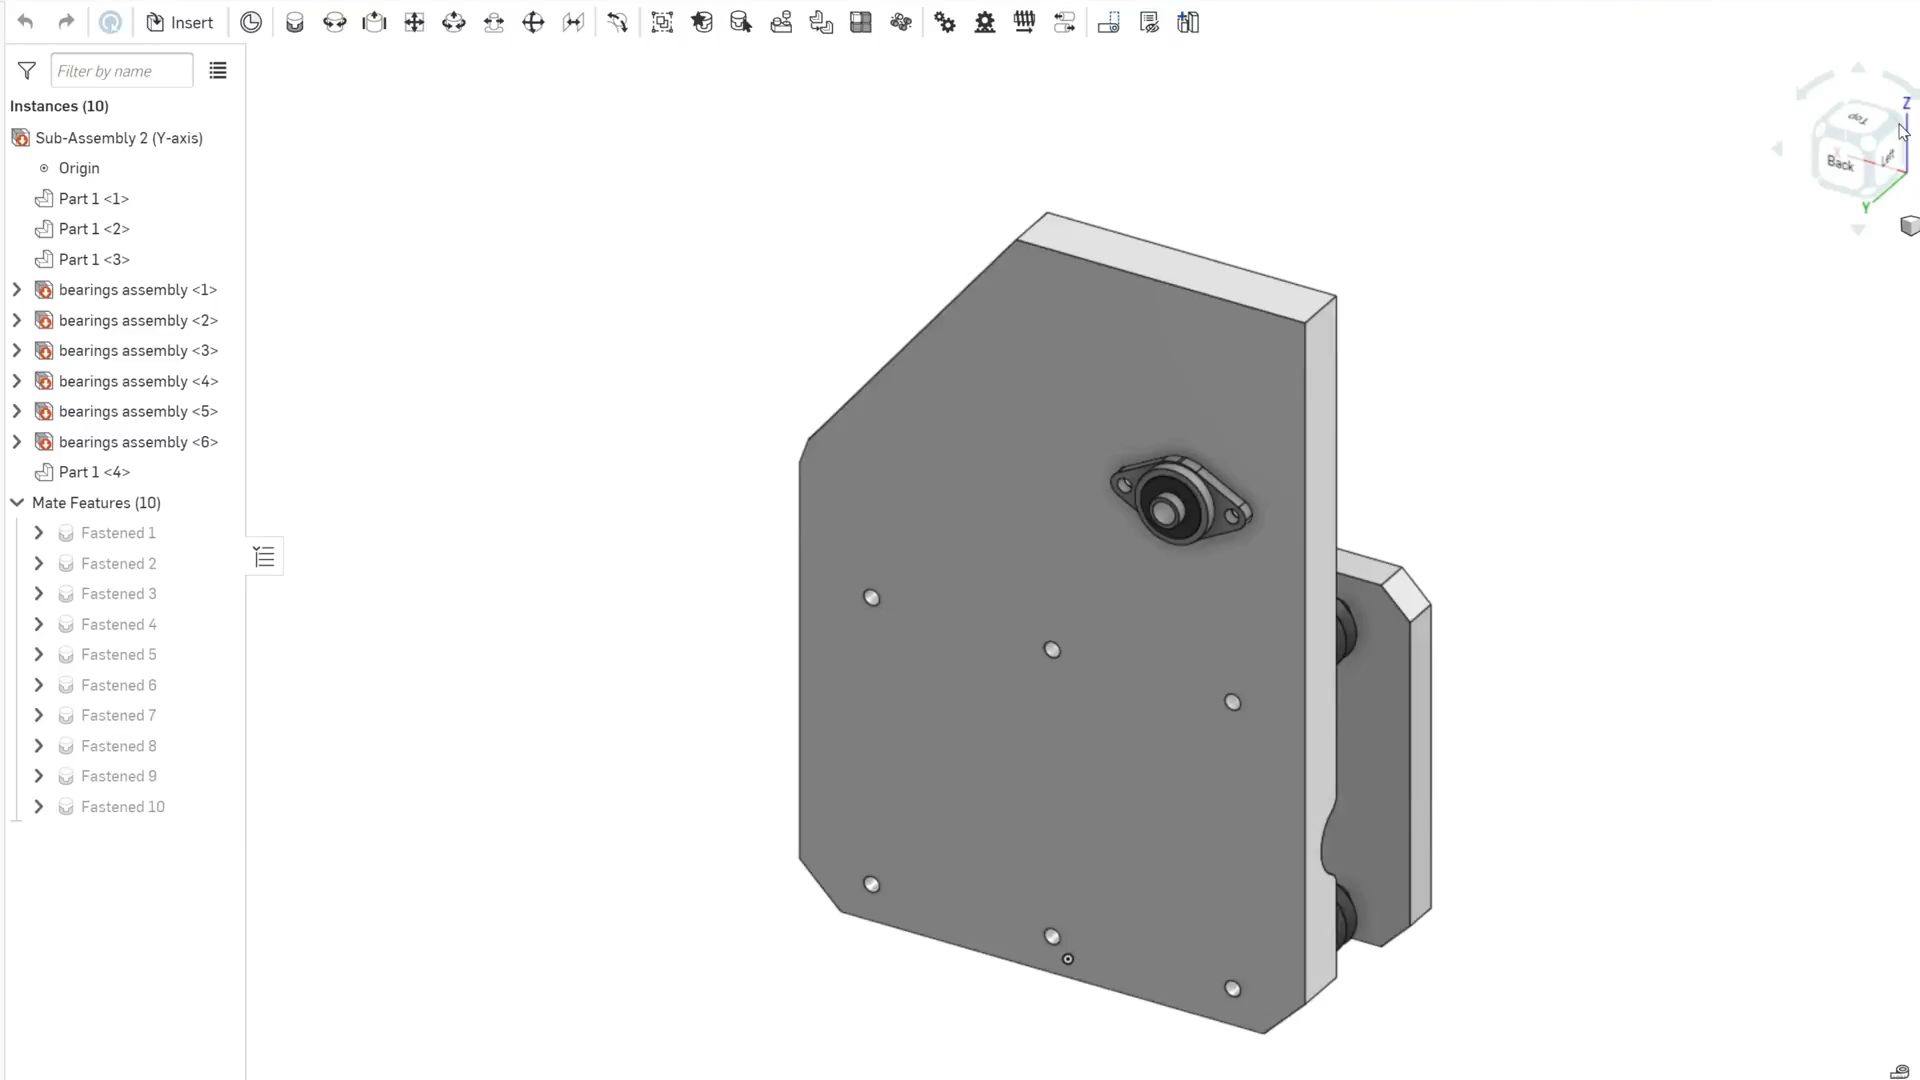 Insert
Filter by name
Instances (10)
Sub-Assembly 2 (Y-axis)
Origin
Part 1 <1>
Part 1 <2>
Part 1 <3>
bearings assembly <1>
bearings assembly <2>
bearings assembly <3>
bearings assembly <4>
bearings assembly <5>
bearings assembly <6>
Part 1 <4>
Mate Features (10)
Fastened 1
Fastened 2
Fastened 3
Fastened 4
Fastened 5
Fastened 6
Fastened 7
Fastened 8
Fastened 9
Fastened 10
Z
Top
X
Back
Left
Y